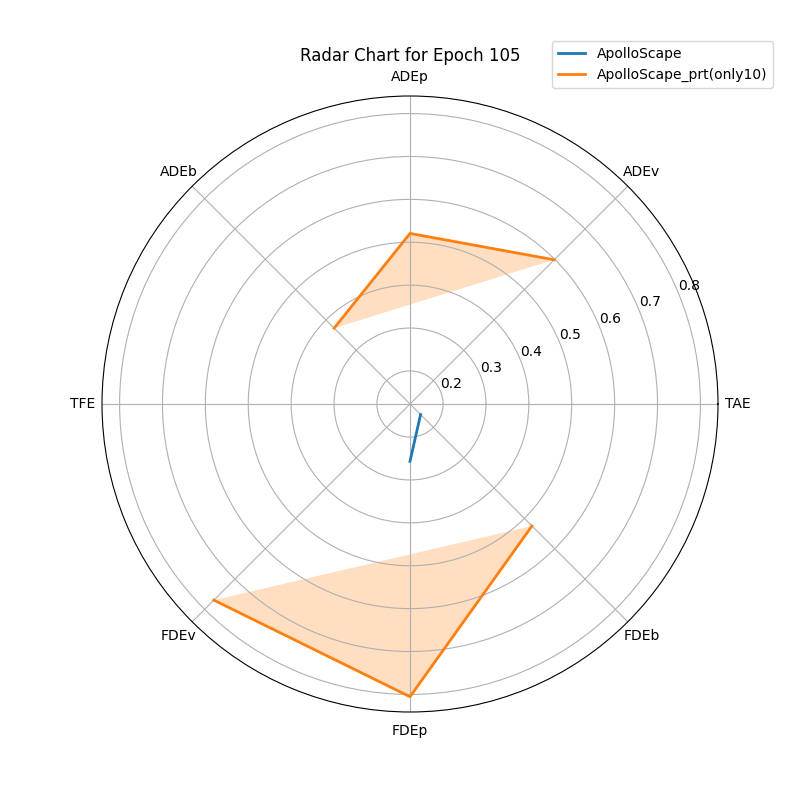 Radar Chart for Epoch 105
ApolloScape
ApolloScape_prt(only10)
ADEp
ADEb
ADEv
0.8
0.7
0.6
0.5
0.4
0.3
0.2
TFE
TAE
FDEv
FDEb
FDEp